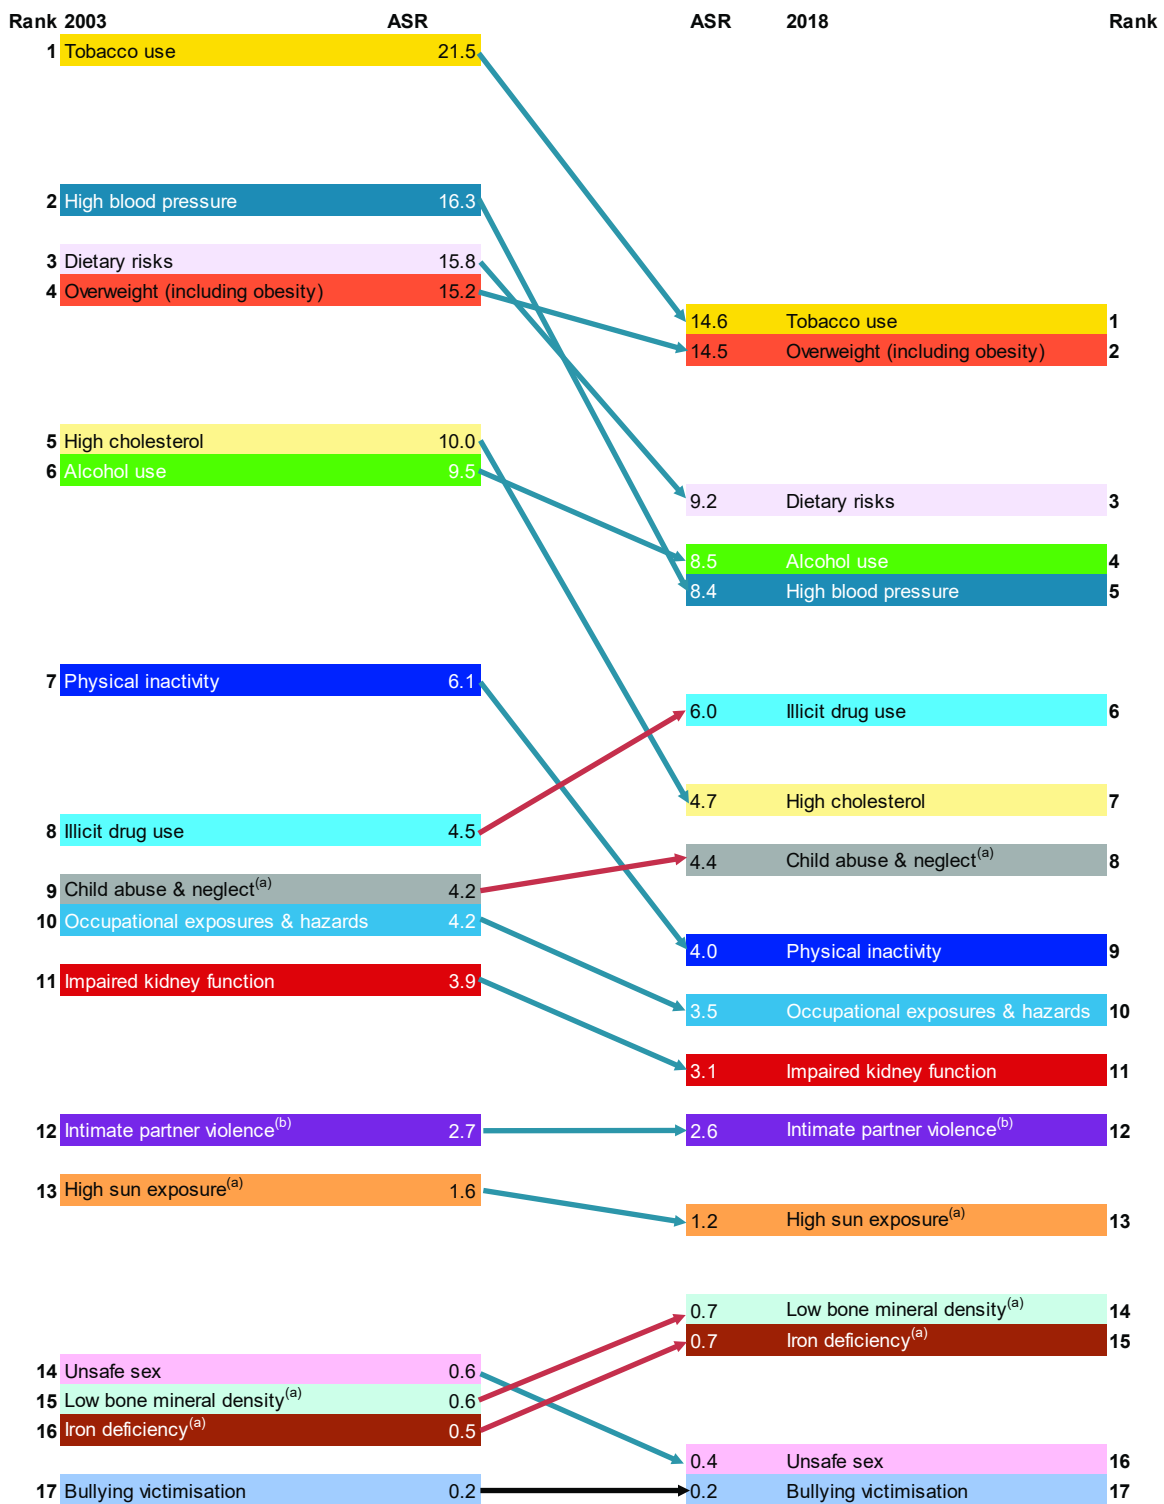 Rank 2003 ASR ASR 2018 Rank
1 Tobacco use 21.5
2 High blood pressure 16.3
3 Dietary risks 15.8
4 Overweight (including obesity) 15.2
14.6 Tobacco use 1
14.5 Overweight (including obesity) 2
5 High cholesterol 10.0
6 Alcohol use 9.5
9.2 Dietary risks 3
8.5 Alcohol use 4
8.4 High blood pressure 5
7 Physical inactivity 6.1
6.0 Illicit drug use 6
4.7 High cholesterol 7
8 Illicit drug use 4.5
4.4 Child abuse & neglect(a) 8
9 Child abuse & neglect(a) 4.2
10 Occupational exposures & hazards 4.2
4.0 Physical inactivity 9
11 Impaired kidney function 3.9
3.5 Occupational exposures & hazards 10
3.1 Impaired kidney function 11
12 Intimate partner violence(b) 2.7
2.6 Intimate partner violence(b) 12
13 High sun exposure(a) 1.6
1.2 High sun exposure(a) 13
0.7 Low bone mineral density(a) 14
0.7 Iron deficiency(a) 15
14 Unsafe sex 0.6
15 Low bone mineral density(a) 0.6
16 Iron deficiency(a) 0.5
0.4 Unsafe sex 16
17 Bullying victimisation 0.2
0.2 Bullying victimisation 17